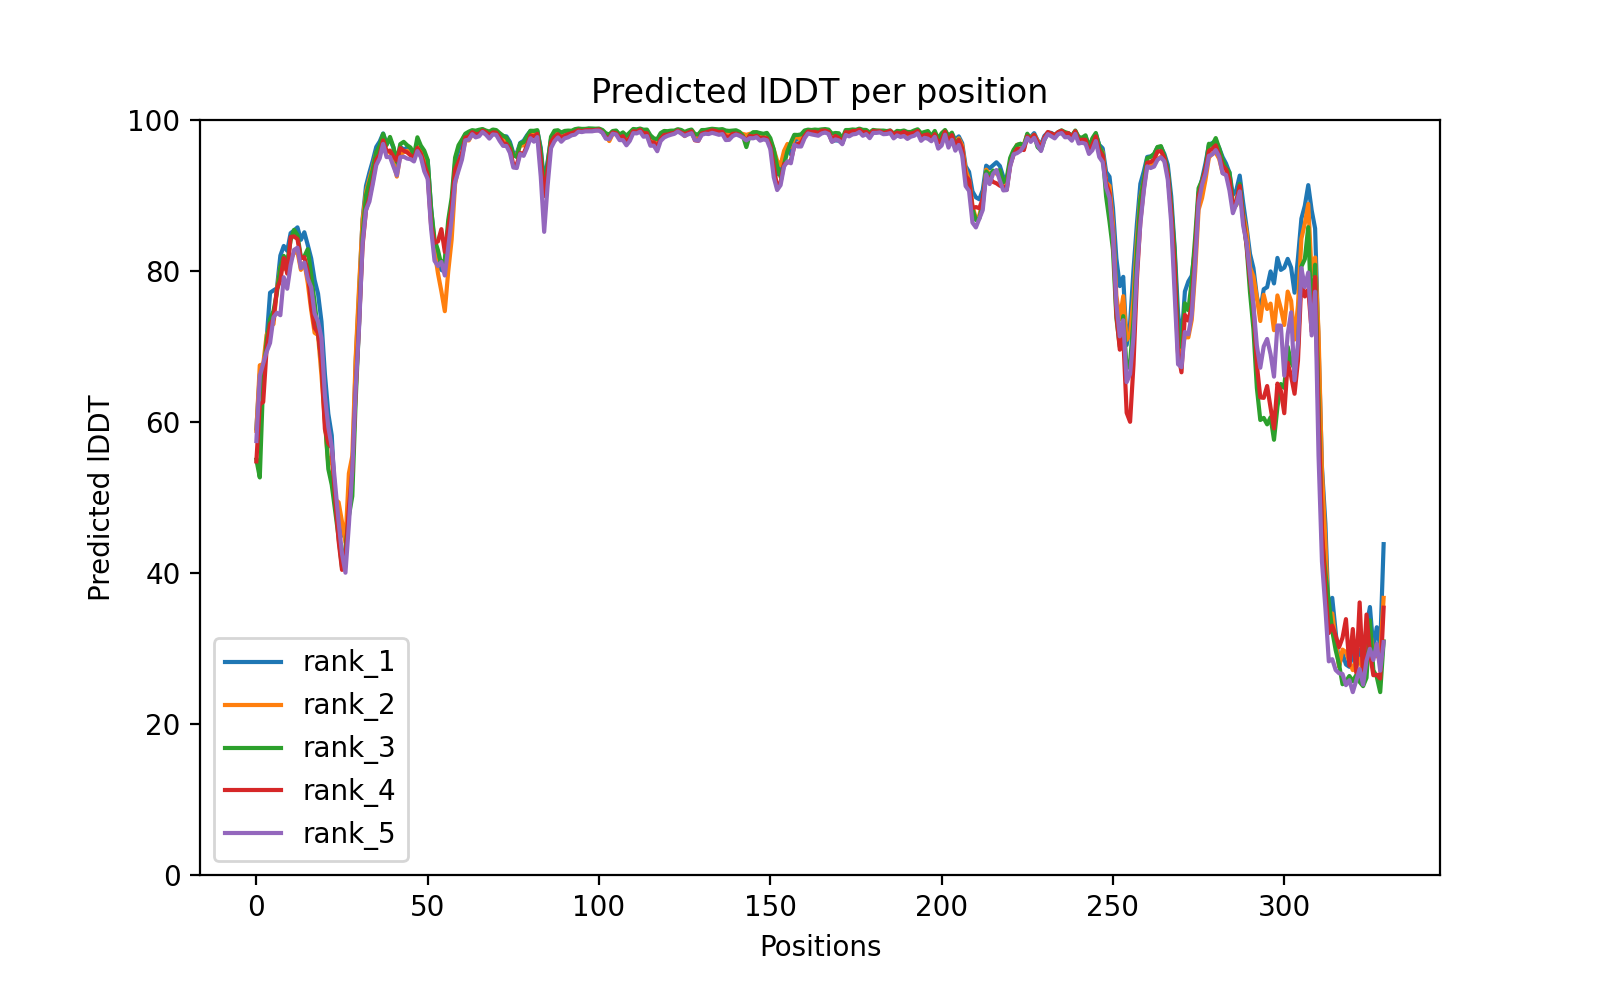 Predicted lDDT per position
100
80
60
40
20
0
Predicted lDDT
rank_1
rank_2
rank_3
rank_4
rank_5
0 50 100 150 200 250 300
Positions